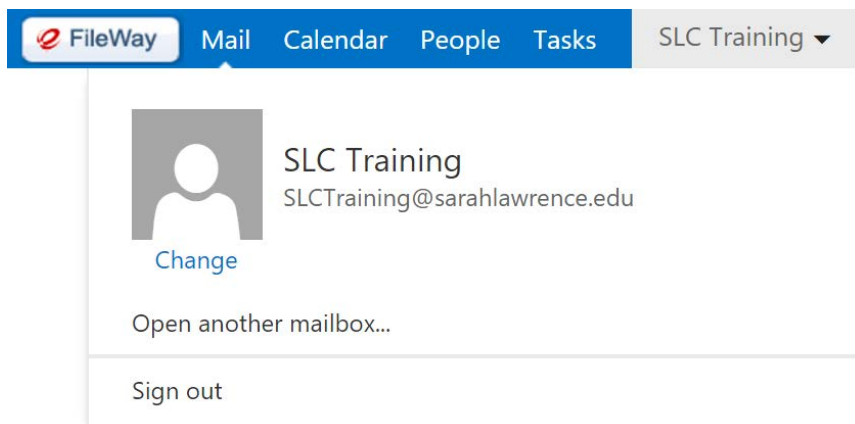 FileWay Mail Calendar People Tasks SLC Training
SLC Training
SLCTraining@sarahlawrence.edu
Change
Open another mailbox...
Sign out